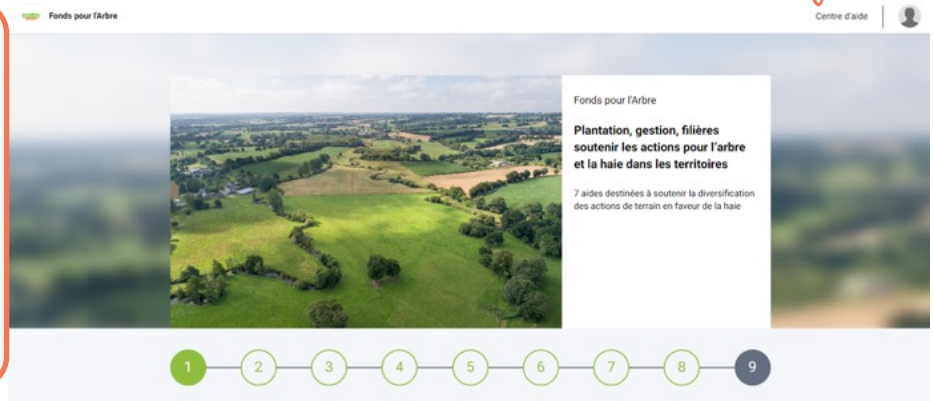 Fonds pour l'Arbre
Centre d'aide
Fonds pour l'Arbre
Plantation, gestion, filières
soutenir les actions pour l'arbre
et la haie dans les territoires
7 aides destinées à soutenir la diversification
des actions de terrain en faveur de la haie
1 2 3 4 5 6 7 8 9